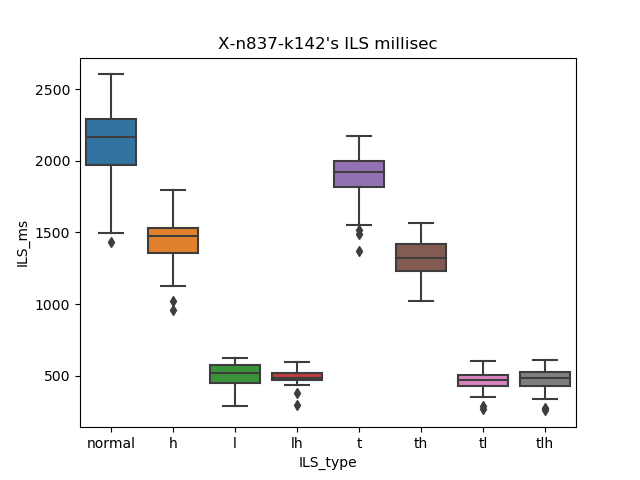 X-n837-k142's ILS millisec
2500
2000
1500
1000
500
ILS_ms
normal h l lh t th tl tlh
ILS_type